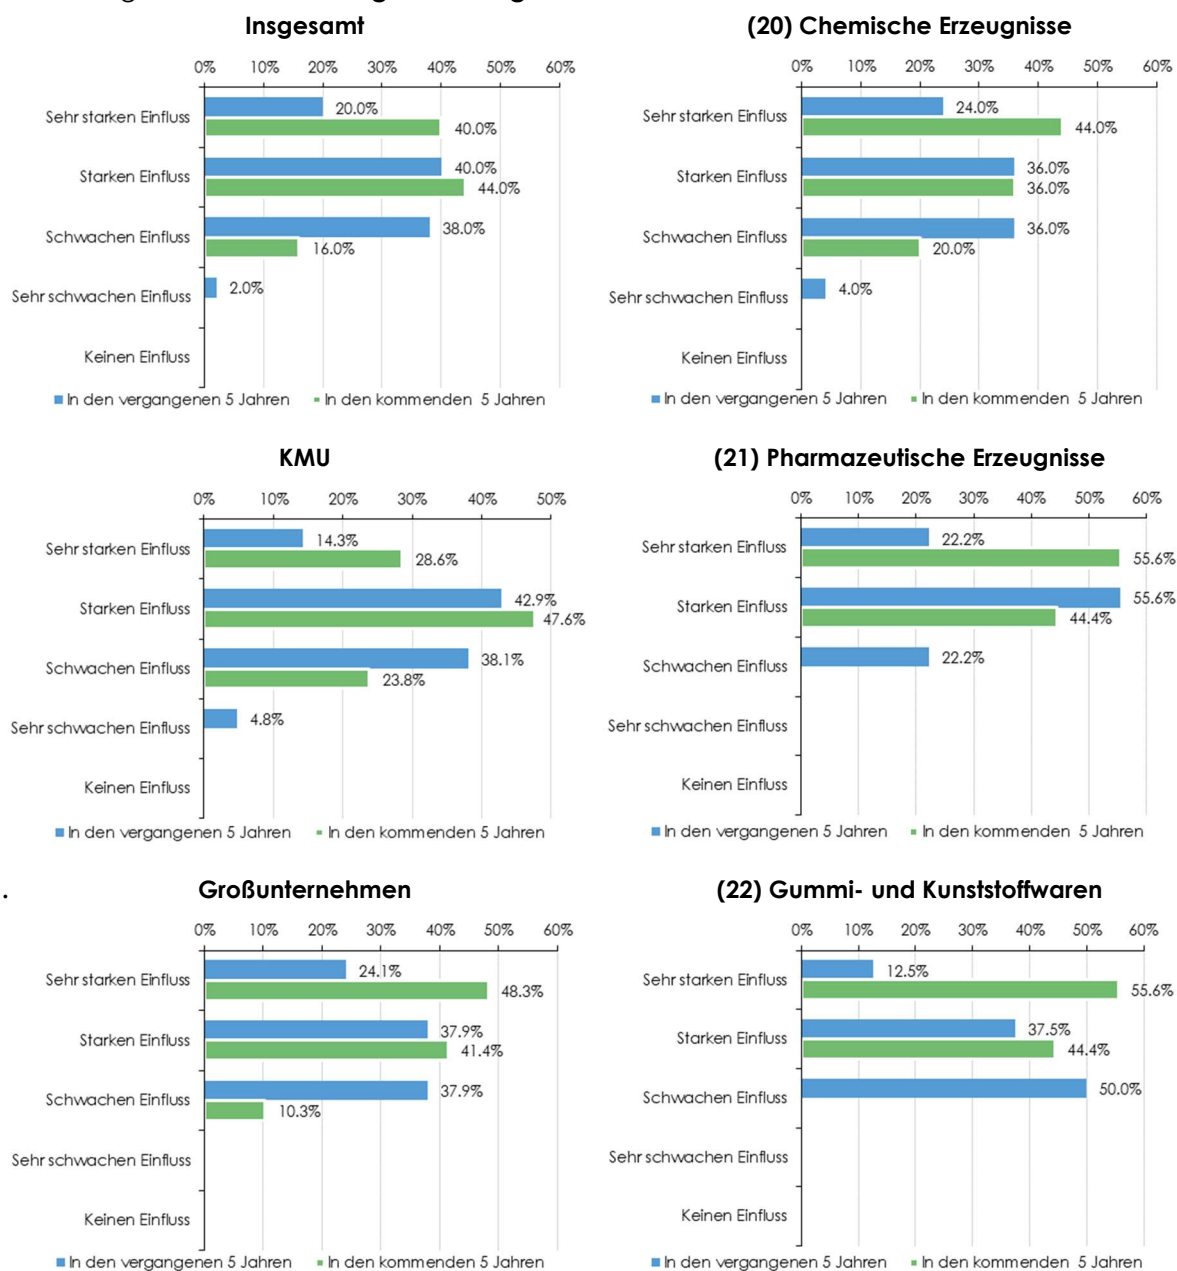 Insgesamt
0% 10% 20% 30% 40% 50% 60%
Sehr starken Einfluss 20.0%
40.0%
Starken Einfluss 40.0%
44.0%
Schwachen Einfluss 38.0%
16.0%
Sehr schwachen Einfluss 2.0%
Keinen Einfluss
In den vergangenen 5 Jahren In den kommenden 5 Jahren
(20) Chemische Erzeugnisse
0% 10% 20% 30% 40% 50% 60%
Sehr starken Einfluss 24.0%
44.0%
Starken Einfluss 36.0%
36.0%
Schwachen Einfluss 36.0%
20.0%
Sehr schwachen Einfluss 4.0%
Keinen Einfluss
In den vergangenen 5 Jahren In den kommenden 5 Jahren
KMU
0% 10% 20% 30% 40% 50%
Sehr starken Einfluss 14.3%
28.6%
Starken Einfluss 42.9%
47.6%
Schwachen Einfluss 38.1%
23.8%
Sehr schwachen Einfluss 4.8%
Keinen Einfluss
In den vergangenen 5 Jahren In den kommenden 5 Jahren
(21) Pharmazeutische Erzeugnisse
0% 10% 20% 30% 40% 50% 60%
Sehr starken Einfluss 22.2%
55.6%
Starken Einfluss 55.6%
44.4%
Schwachen Einfluss 22.2%
Sehr schwachen Einfluss
Keinen Einfluss
In den vergangenen 5 Jahren In den kommenden 5 Jahren
. Großunternehmen
0% 10% 20% 30% 40% 50% 60%
Sehr starken Einfluss 24.1%
48.3%
Starken Einfluss 37.9%
41.4%
Schwachen Einfluss 37.9%
10.3%
Sehr schwachen Einfluss
Keinen Einfluss
In den vergangenen 5 Jahren In den kommenden 5 Jahren
(22) Gummi- und Kunststoffwaren
0% 10% 20% 30% 40% 50% 60%
Sehr starken Einfluss 12.5%
55.6%
Starken Einfluss 37.5%
44.4%
Schwachen Einfluss 50.0%
Sehr schwachen Einfluss
Keinen Einfluss
In den vergangenen 5 Jahren In den kommenden 5 Jahren